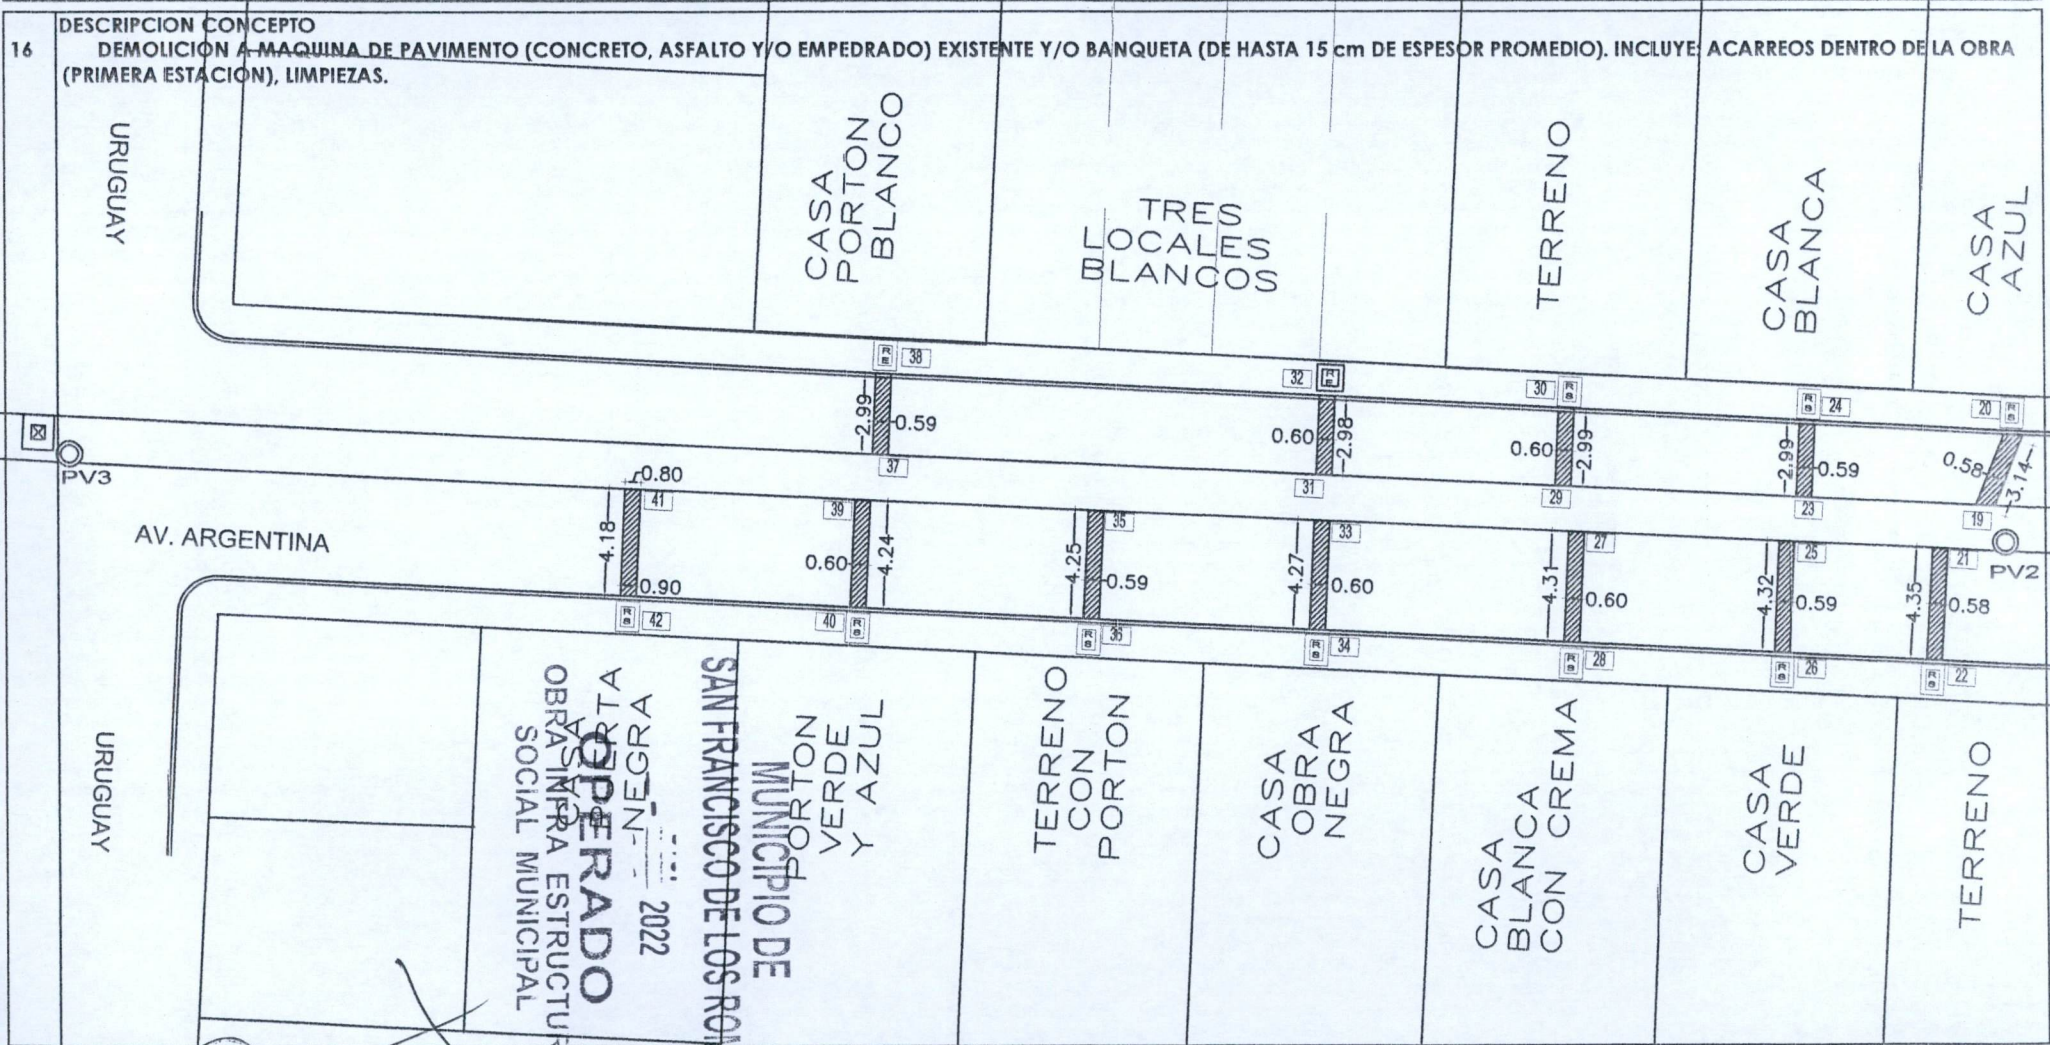 DESCRIPCION CONCEPTO
16 DEMOLICION A MAQUINA DE PAVIMENTO (CONCRETO, ASFALTO Y/O EMPEDRADO) EXISTENTE Y/O BANQUETA (DE HASTA 15 cm DE ESPESOR PROMEDIO). INCLUYE: ACARREOS DENTRO DE LA OBRA
(PRIMERA ESTACION), LIMPIEZAS.
URUGUAY
CASA
PORTON
BLANCO
TRES
LOCALES
BLANCOS
TERRENO
CASA
BLANCA
CASA
AZUL
38
32
30
24
20
2.99
0.59
0.60
2.98
0.60
2.99
2.99
0.59
0.58
3.14
37
31
29
23
19
PV3
PV2
AV. ARGENTINA
0.80
41
39
35
33
27
25
21
4.18
0.90
0.60
4.24
4.25
0.59
4.27
0.60
4.31
0.60
4.32
0.59
4.35
0.58
42
40
36
34
28
26
22
URUGUAY
NEGRA
PORTON
VERDE
Y AZUL
TERRENO
CON
PORTON
CASA
OBRA
NEGRA
CASA
BLANCA
CON CREMA
CASA
VERDE
TERRENO
MUNICIPIO DE
SAN FRANCISCO DE LOS
2022
OPERADO
OBRA INFRA
SOCIAL MUNICIPAL